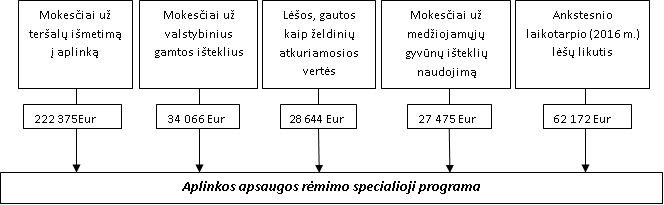 Mokesčiai už
teršalų išmetimą
į aplinką
Mokesčiai už
valstybinius
gamtos išteklius
Lėšos, gautos
kaip želdinių
atkuriamosios
vertės
Mokesčiai už
medžiojamųjų
gyvūnų išteklių
naudojimą
Ankstesnio
laikotarpio (2016 m.)
lėšų likutis
222 375Eur
34 066 Eur
28 644 Eur
27 475 Eur
62 172 Eur
Aplinkos apsaugos rėmimo specialioji programa